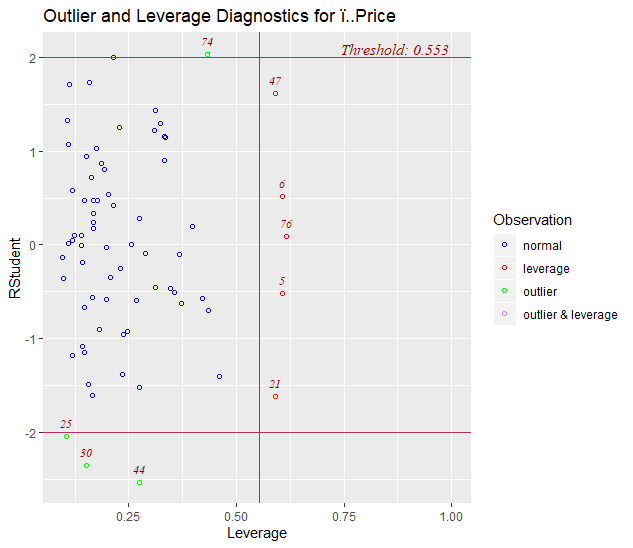 Outlier and Leverage Diagnostics for ï..Price
74
Threshold: 0.553
47
6
76
5
21
25
30
44
2
1
0
-1
-2
RStudent
0.25
0.50
0.75
1.00
Leverage
Observation
normal
leverage
outlier
outlier & leverage